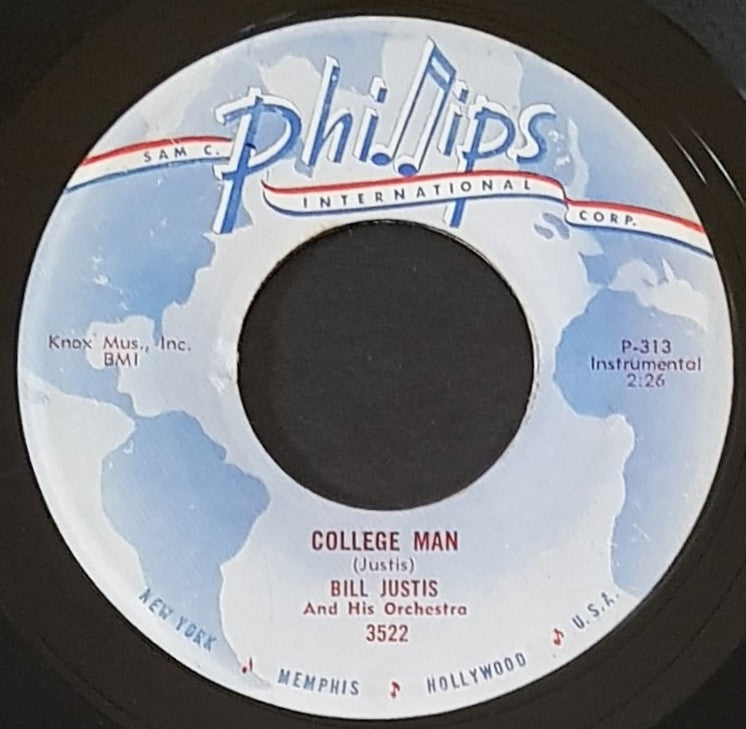 SAM C.
Phillips
INTERNATIONAL
CORP.
Knox Mus., Inc.
BMI
P-313
Instrumental
2:26
COLLEGE MAN
(Justis)
BILL JUSTIS
And His Orchestra
3522
NEW YORK ♪ MEMPHIS ♪ HOLLYWOOD ♪ U.S.A.